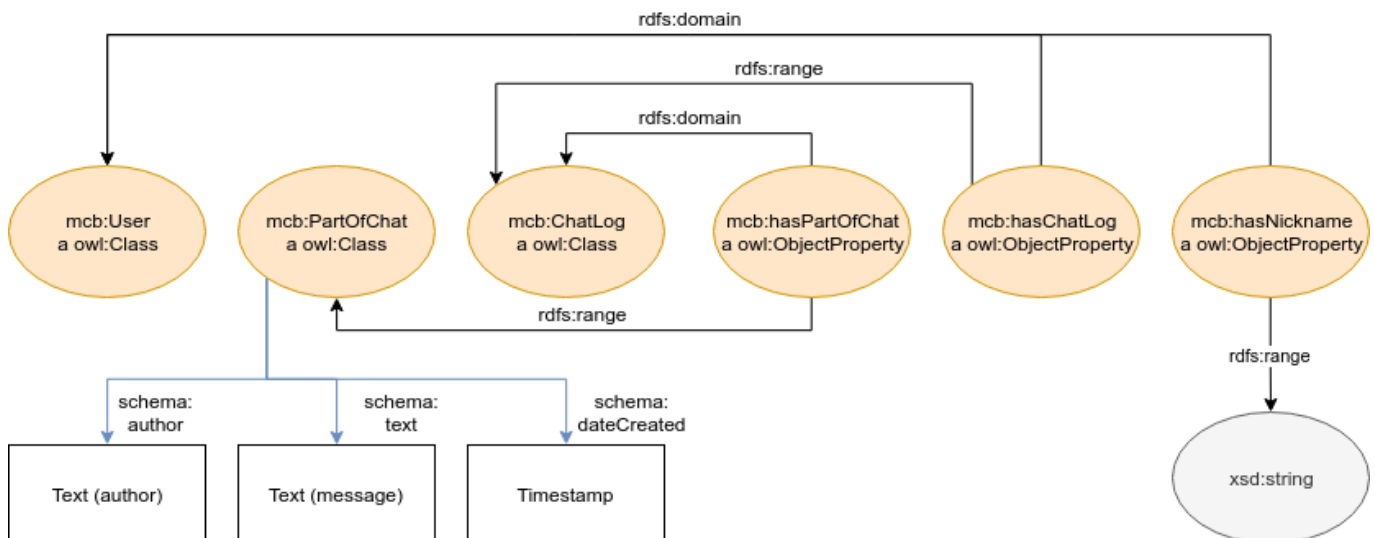 rdfs:domain
rdfs:range
rdfs:domain
mcb:User
a owl:Class
mcb:PartOfChat
a owl:Class
mcb:ChatLog
a owl:Class
mcb:hasPartOfChat
a owl:ObjectProperty
mcb:hasChatLog
a owl:ObjectProperty
mcb:hasNickname
a owl:ObjectProperty
rdfs:range
rdfs:range
schema:
author
schema:
text
schema:
dateCreated
Text (author)
Text (message)
Timestamp
xsd:string